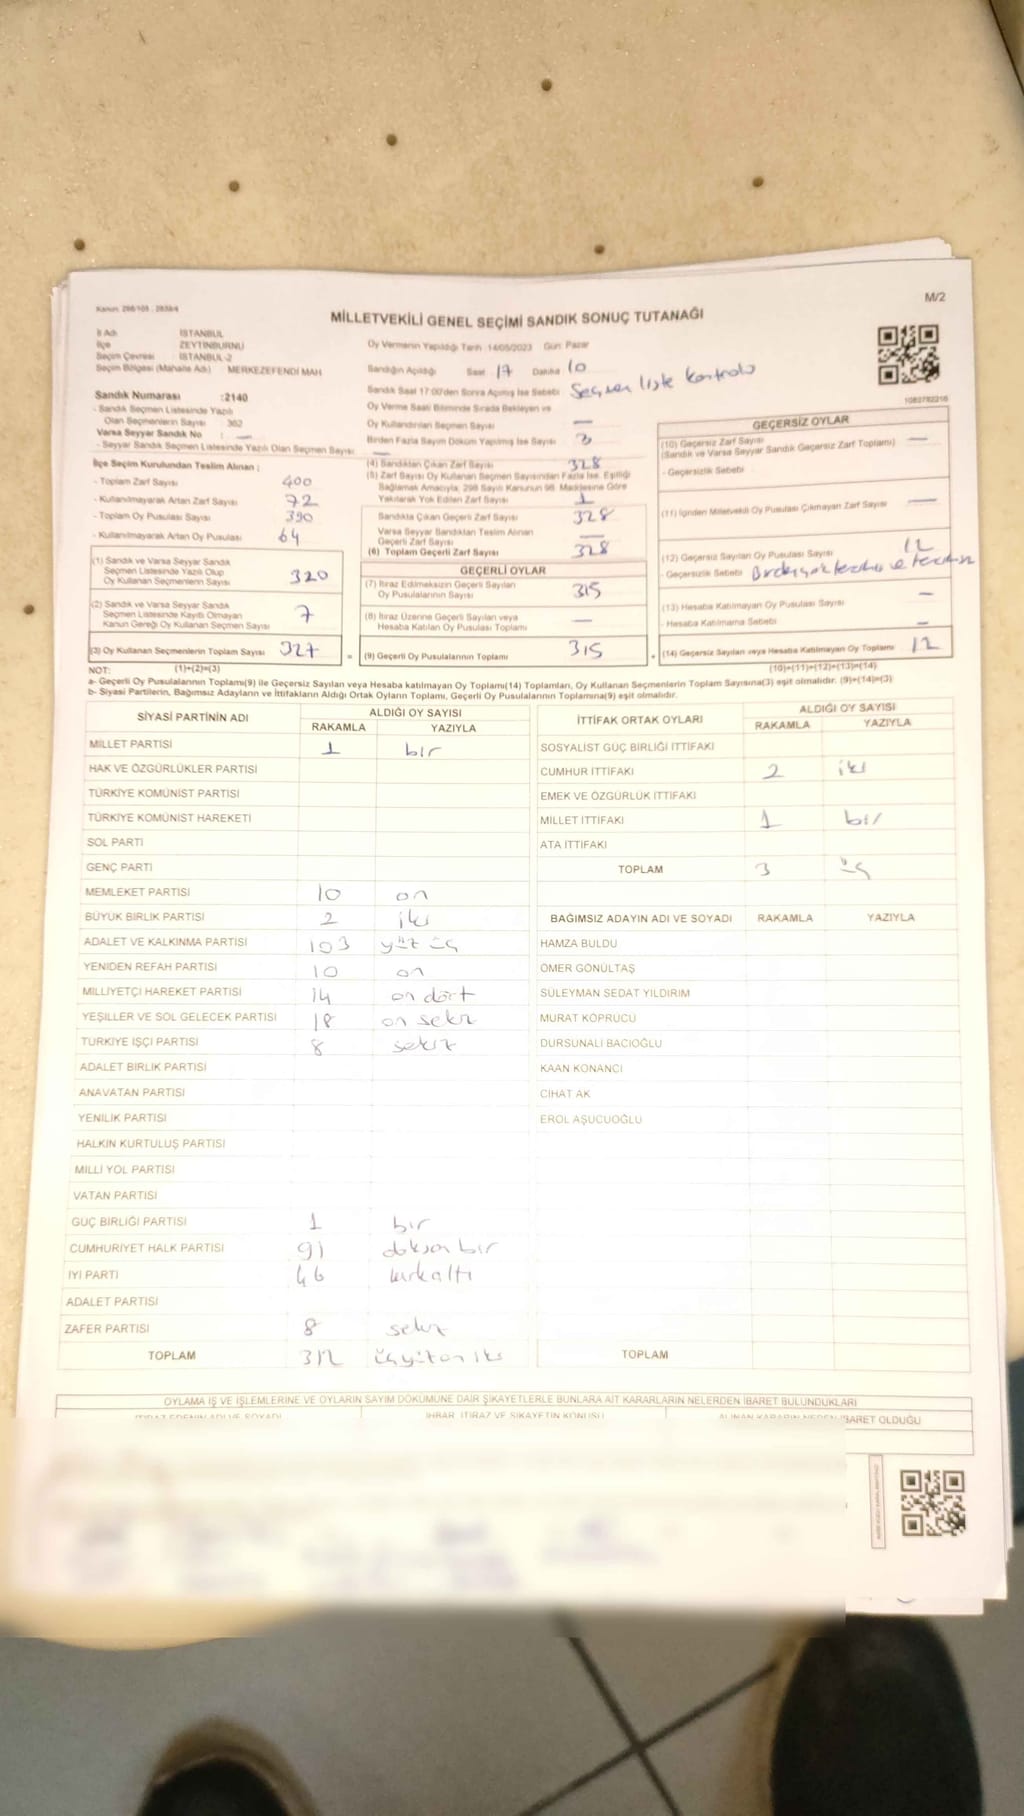 M/2
Kanun: 298/105 , 2839/4
MİLLETVEKİLİ GENEL SEÇİMİ SANDIK SONUÇ TUTANAĞI
İl Adı : İSTANBUL
İlçe : ZEYTİNBURNU
Seçim Çevresi : İSTANBUL-2
Seçim Bölgesi (Mahalle Adı) : MERKEZEFENDİ MAH
Sandık Numarası :2140
- Sandık Seçmen Listesinde Yazılı
Olan Seçmenlerin Sayısı : 362
Varsa Seyyar Sandık No : —
- Seyyar Sandık Seçmen Listesinde Yazılı Olan Seçmen Sayısı : —
İlçe Seçim Kurulundan Teslim Alınan ;
- Toplam Zarf Sayısı 400
- Kullanılmayarak Artan Zarf Sayısı 72
- Toplam Oy Pusulası Sayısı 390
- Kullanılmayarak Artan Oy Pusulası 64
(1) Sandık ve Varsa Seyyar Sandık
Seçmen Listesinde Yazılı Olup
Oy Kullanan Seçmenlerin Sayısı 320
(2) Sandık ve Varsa Seyyar Sandık
Seçmen Listesinde Kayıtlı Olmayan
Kanun Gereği Oy Kullanan Seçmen Sayısı 7
(3) Oy Kullanan Seçmenlerin Toplam Sayısı 327
Oy Vermenin Yapıldığı Tarih :14/05/2023 Gün: Pazar
Sandığın Açıldığı Saat 17 Dakika 10
Sandık Saat 17:00'den Sonra Açılmış İse Sebebi : Seçmen liste kontrolü
Oy Verme Saati Bitiminde Sırada Bekleyen ve
Oy Kullandırılan Seçmen Sayısı —
Birden Fazla Sayım Döküm Yapılmış İse Sayısı 3
(4) Sandıktan Çıkan Zarf Sayısı 328
(5) Zarf Sayısı Oy Kullanan Seçmen Sayısından Fazla İse, Eşitliği
Bağlamak Amacıyla; 298 Sayılı Kanunun 98. Maddesine Göre
Yakılarak Yok Edilen Zarf Sayısı 1
Sandıkta Çıkan Geçerli Zarf Sayısı 328
Varsa Seyyar Sandıktan Teslim Alınan
Geçerli Zarf Sayısı —
(6) Toplam Geçerli Zarf Sayısı 328
GEÇERLİ OYLAR
(7) İtiraz Edilmeksizin Geçerli Sayılan
Oy Pusulalarının Sayısı 315
(8) İtiraz Üzerine Geçerli Sayılan veya
Hesaba Katılan Oy Pusulası Toplamı —
= (9) Geçerli Oy Pusulalarının Toplamı 315
1082782216
GEÇERSİZ OYLAR
(10) Geçersiz Zarf Sayısı —
(Sandık ve Varsa Seyyar Sandık Geçersiz Zarf Toplamı)
- Geçersizlik Sebebi :
(11) İçinden Milletvekili Oy Pusulası Çıkmayan Zarf Sayısı —
(12) Geçersiz Sayılan Oy Pusulası Sayısı 12
- Geçersizlik Sebebi : Birden çok tercihi ve
(13) Hesaba Katılmayan Oy Pusulası Sayısı —
- Hesaba Katılmama Sebebi : —
+ (14) Geçersiz Sayılan veya Hesaba Katılmayan Oy Toplamı 12
NOT: (1)+(2)=(3) (10)+(11)+(12)+(13)=(14)
a- Geçerli Oy Pusulalarının Toplamı(9) ile Geçersiz Sayılan veya Hesaba katılmayan Oy Toplamı(14) Toplamları, Oy Kullanan Seçmenlerin Toplam Sayısına(3) eşit olmalıdır. (9)+(14)=(3)
b- Siyasi Partilerin, Bağımsız Adayların ve İttifakların Aldığı Ortak Oyların Toplamı, Geçerli Oy Pusulalarının Toplamına(9) eşit olmalıdır.
SİYASİ PARTİNİN ADI ALDIĞI OY SAYISI
RAKAMLA YAZIYLA
MİLLET PARTİSİ 1 bir
HAK VE ÖZGÜRLÜKLER PARTİSİ
TÜRKİYE KOMÜNİST PARTİSİ
TÜRKİYE KOMÜNİST HAREKETİ
SOL PARTİ
GENÇ PARTİ
MEMLEKET PARTİSİ 10 on
BÜYÜK BİRLİK PARTİSİ 2 iki
ADALET VE KALKINMA PARTİSİ 103 yüz üç
YENİDEN REFAH PARTİSİ 10 on
MİLLİYETÇİ HAREKET PARTİSİ 14 on dört
YEŞİLLER VE SOL GELECEK PARTİSİ 18 on sekiz
TÜRKİYE İŞÇİ PARTİSİ 8 sekiz
ADALET BİRLİK PARTİSİ
ANAVATAN PARTİSİ
YENİLİK PARTİSİ
HALKIN KURTULUŞ PARTİSİ
MİLLİ YOL PARTİSİ
VATAN PARTİSİ
GÜÇ BİRLİĞİ PARTİSİ 1 bir
CUMHURİYET HALK PARTİSİ 91 doksan bir
İYİ PARTİ 46 kırkaltı
ADALET PARTİSİ
ZAFER PARTİSİ 8 sekiz
TOPLAM 312 üçyüzon iki
İTTİFAK ORTAK OYLARI ALDIĞI OY SAYISI
RAKAMLA YAZIYLA
SOSYALİST GÜÇ BİRLİĞİ İTTİFAKI
CUMHUR İTTİFAKI 2 iki
EMEK VE ÖZGÜRLÜK İTTİFAKI
MİLLET İTTİFAKI 1 bir
ATA İTTİFAKI
TOPLAM 3 üç
BAĞIMSIZ ADAYIN ADI VE SOYADI RAKAMLA YAZIYLA
HAMZA BULDU
ÖMER GÖNÜLTAŞ
SÜLEYMAN SEDAT YILDIRIM
MURAT KÖPRÜCÜ
DURSUNALİ BACIOĞLU
KAAN KONANCI
CİHAT AK
EROL AŞUCUOĞLU
TOPLAM
OYLAMA İŞ VE İŞLEMLERİNE VE OYLARIN SAYIM DÖKÜMÜNE DAİR ŞİKAYETLERLE BUNLARA AİT KARARLARIN NELERDEN İBARET BULUNDUKLARI
İTİRAZ EDENİN ADI VE SOYADI İHBAR, İTİRAZ VE ŞİKAYETİN KONUSU ALINAN KARARIN NEDEN İBARET OLDUĞU